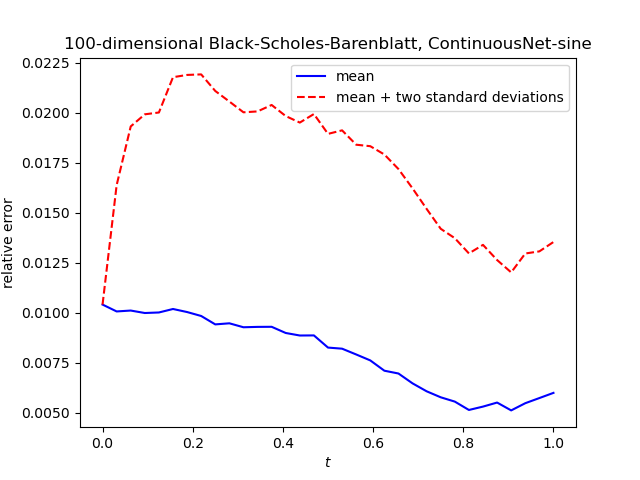 100-dimensional Black-Scholes-Barenblatt, ContinuousNet-sine
mean
mean + two standard deviations
relative error
0.0225
0.0200
0.0175
0.0150
0.0125
0.0100
0.0075
0.0050
0.0 0.2 0.4 0.6 0.8 1.0
t